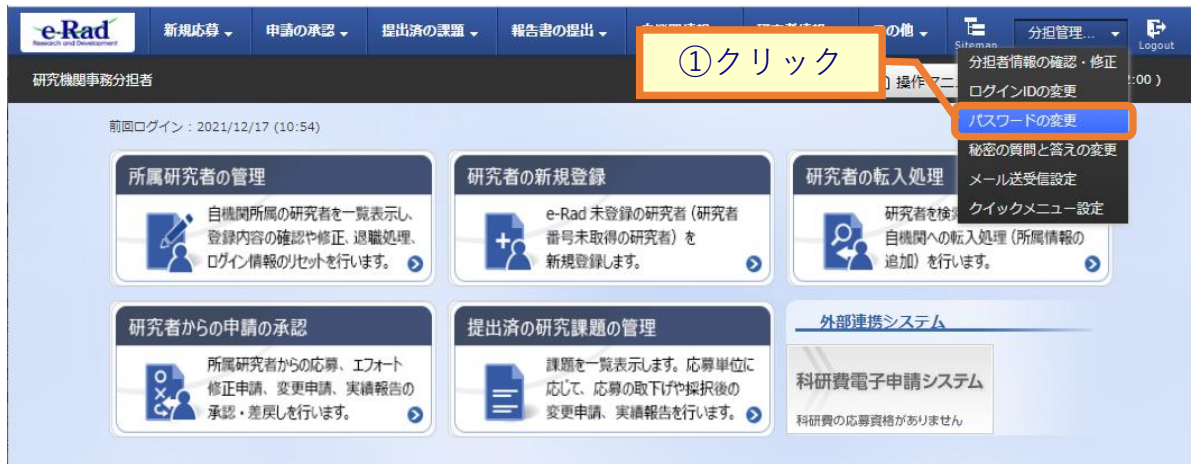 e-Rad
Research and Development
新規応募
申請の承認
提出済の課題
報告書の提出
の他
Sitemap
分担管理...
Logout
研究機関事務分担者
①クリック
操作マニ
:00 )
分担者情報の確認・修正
ログインIDの変更
パスワードの変更
秘密の質問と答えの変更
メール送受信設定
クイックメニュー設定
前回ログイン : 2021/12/17 (10:54)
所属研究者の管理
自機関所属の研究者を一覧表示し、
登録内容の確認や修正、退職処理、
ログイン情報のリセットを行います。
研究者の新規登録
e-Rad 未登録の研究者 (研究者
番号未取得の研究者) を
新規登録します。
研究者の転入処理
研究者を検
自機関への転入処理 (所属情報の
追加) を行います。
研究者からの申請の承認
所属研究者からの応募、エフォート
修正申請、変更申請、実績報告の
承認・差戻しを行います。
提出済の研究課題の管理
課題を一覧表示します。応募単位に
応じて、応募の取下げや採択後の
変更申請、実績報告を行います。
外部連携システム
科研費電子申請システム
科研費の応募資格がありません